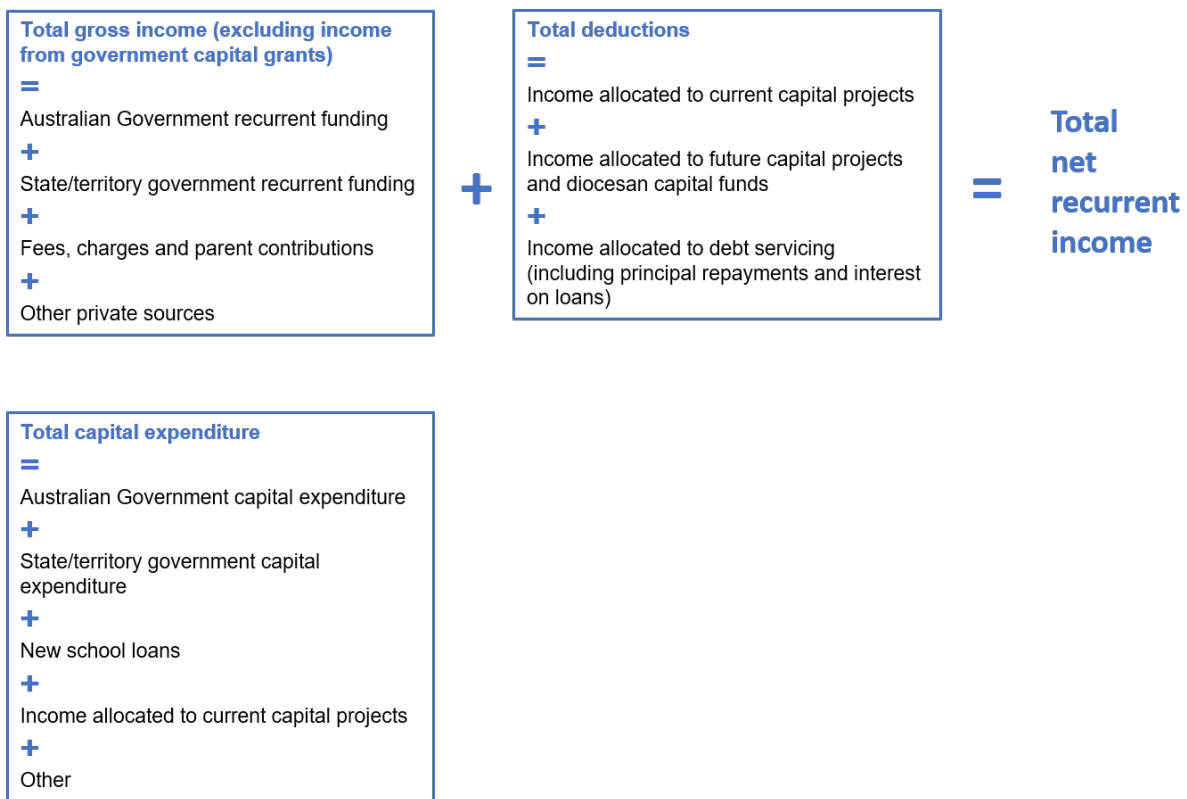 Total gross income (excluding income
from government capital grants)
=
Australian Government recurrent funding
+
State/territory government recurrent funding
+
Fees, charges and parent contributions
+
Other private sources
+
Total deductions
=
Income allocated to current capital projects
+
Income allocated to future capital projects
and diocesan capital funds
+
Income allocated to debt servicing
(including principal repayments and interest
on loans)
=
Total
net
recurrent
income
Total capital expenditure
=
Australian Government capital expenditure
+
State/territory government capital
expenditure
+
New school loans
+
Income allocated to current capital projects
+
Other